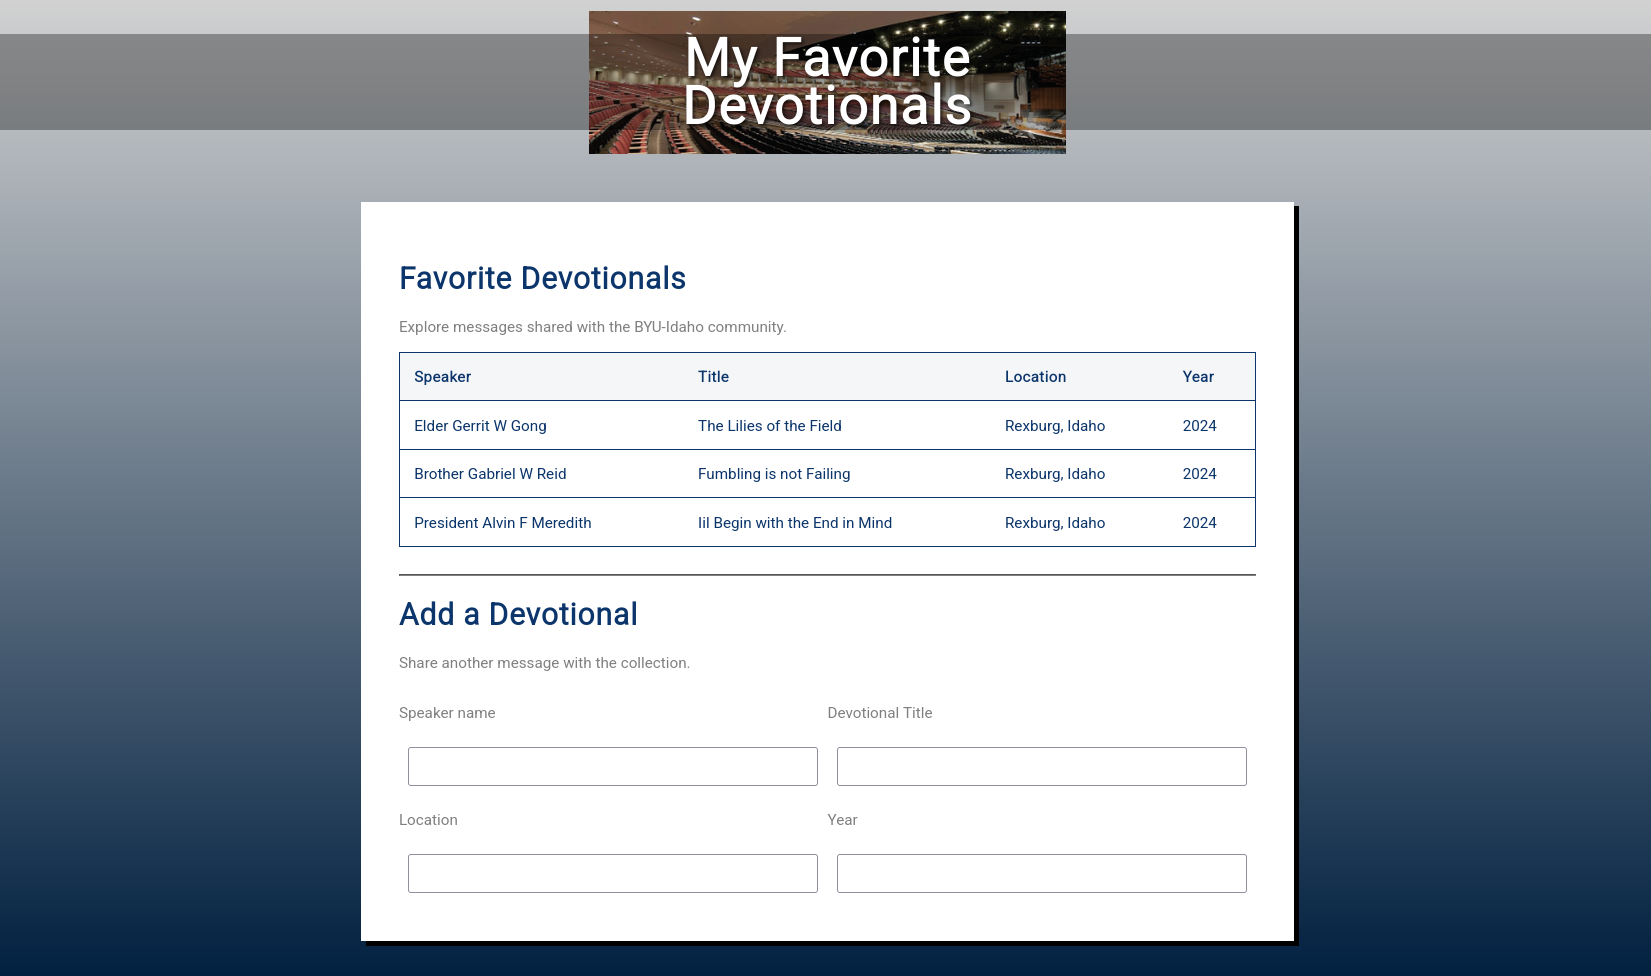 My Favorite
Devotionals
Favorite Devotionals
Explore messages shared with the BYU-Idaho community.
Speaker Title Location Year
Elder Gerrit W Gong The Lilies of the Field Rexburg, Idaho 2024
Brother Gabriel W Reid Fumbling is not Failing Rexburg, Idaho 2024
President Alvin F Meredith Iil Begin with the End in Mind Rexburg, Idaho 2024
Add a Devotional
Share another message with the collection.
Speaker name Devotional Title
Location Year